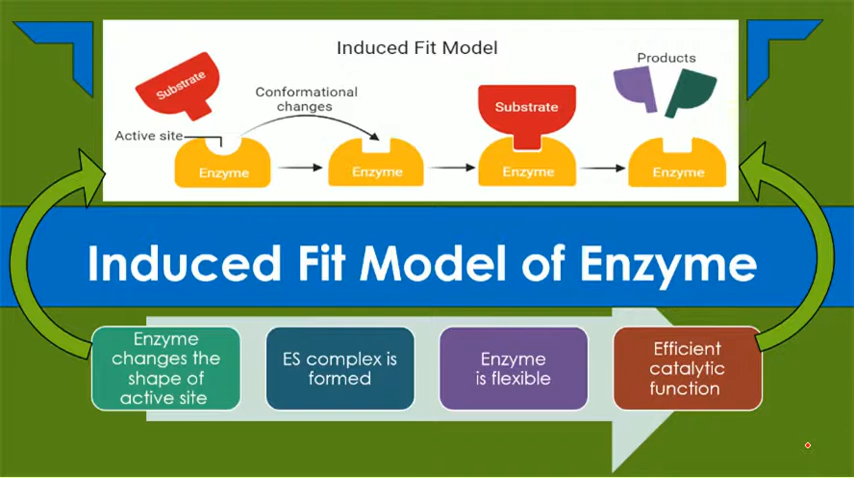 Induced Fit Model
Products
Substrate
Conformational
changes
Substrate
Active site
Enzyme
Enzyme
Enzyme
Enzyme
Induced Fit Model of Enzyme
Enzyme
changes the
shape of
active site
ES complex is
formed
Enzyme
is flexible
Efficient
catalytic
function